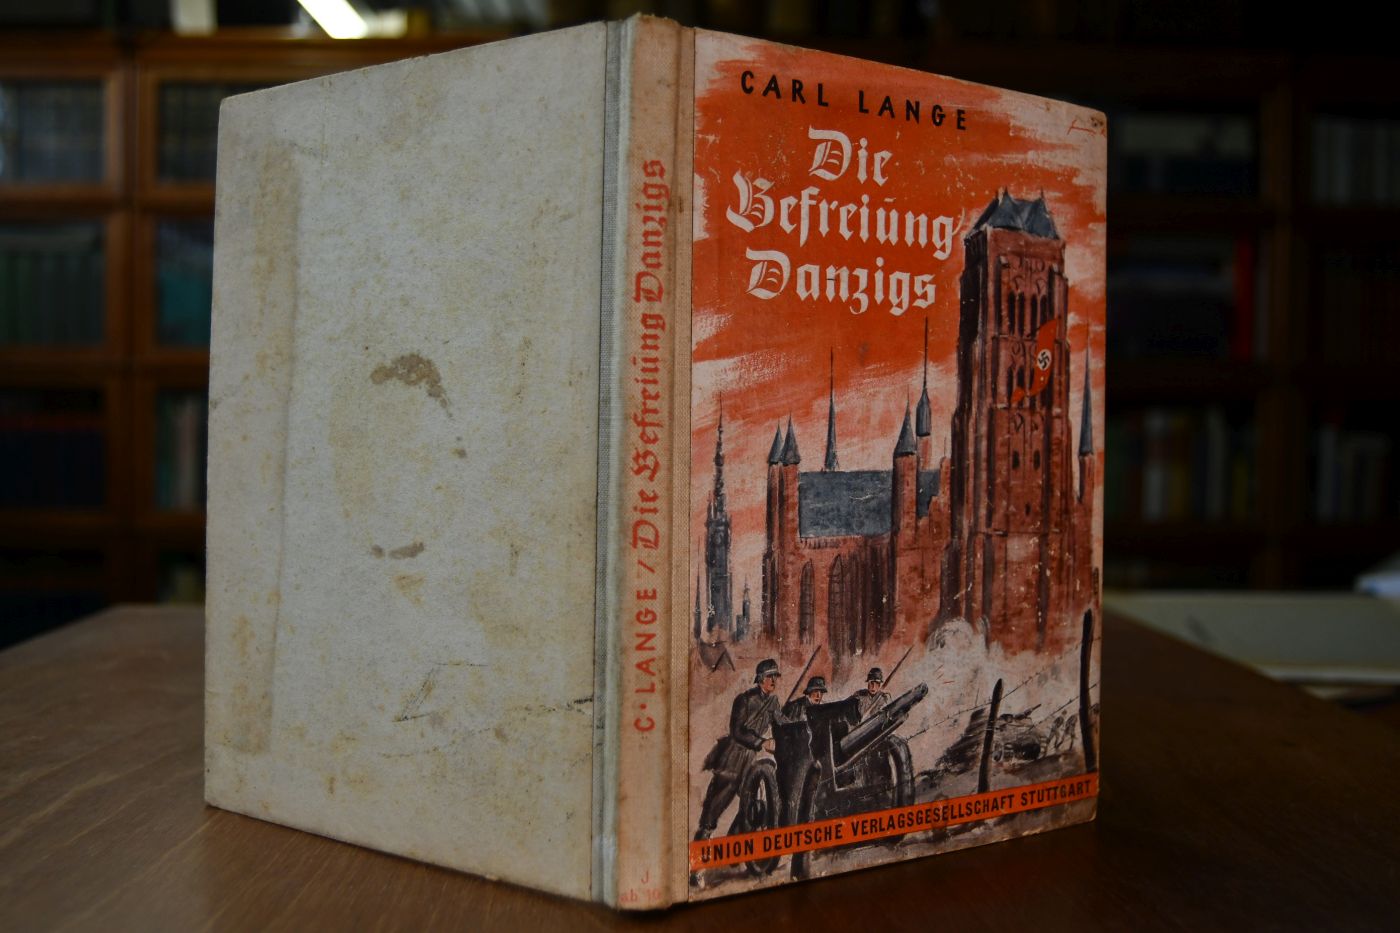 CARL LANGE
Die
Befreiung
Danzigs
UNION DEUTSCHE VERLAGSGESELLSCHAFT STUTTGART
C·LANGE / Die Befreiung Danzigs
J
ab 10